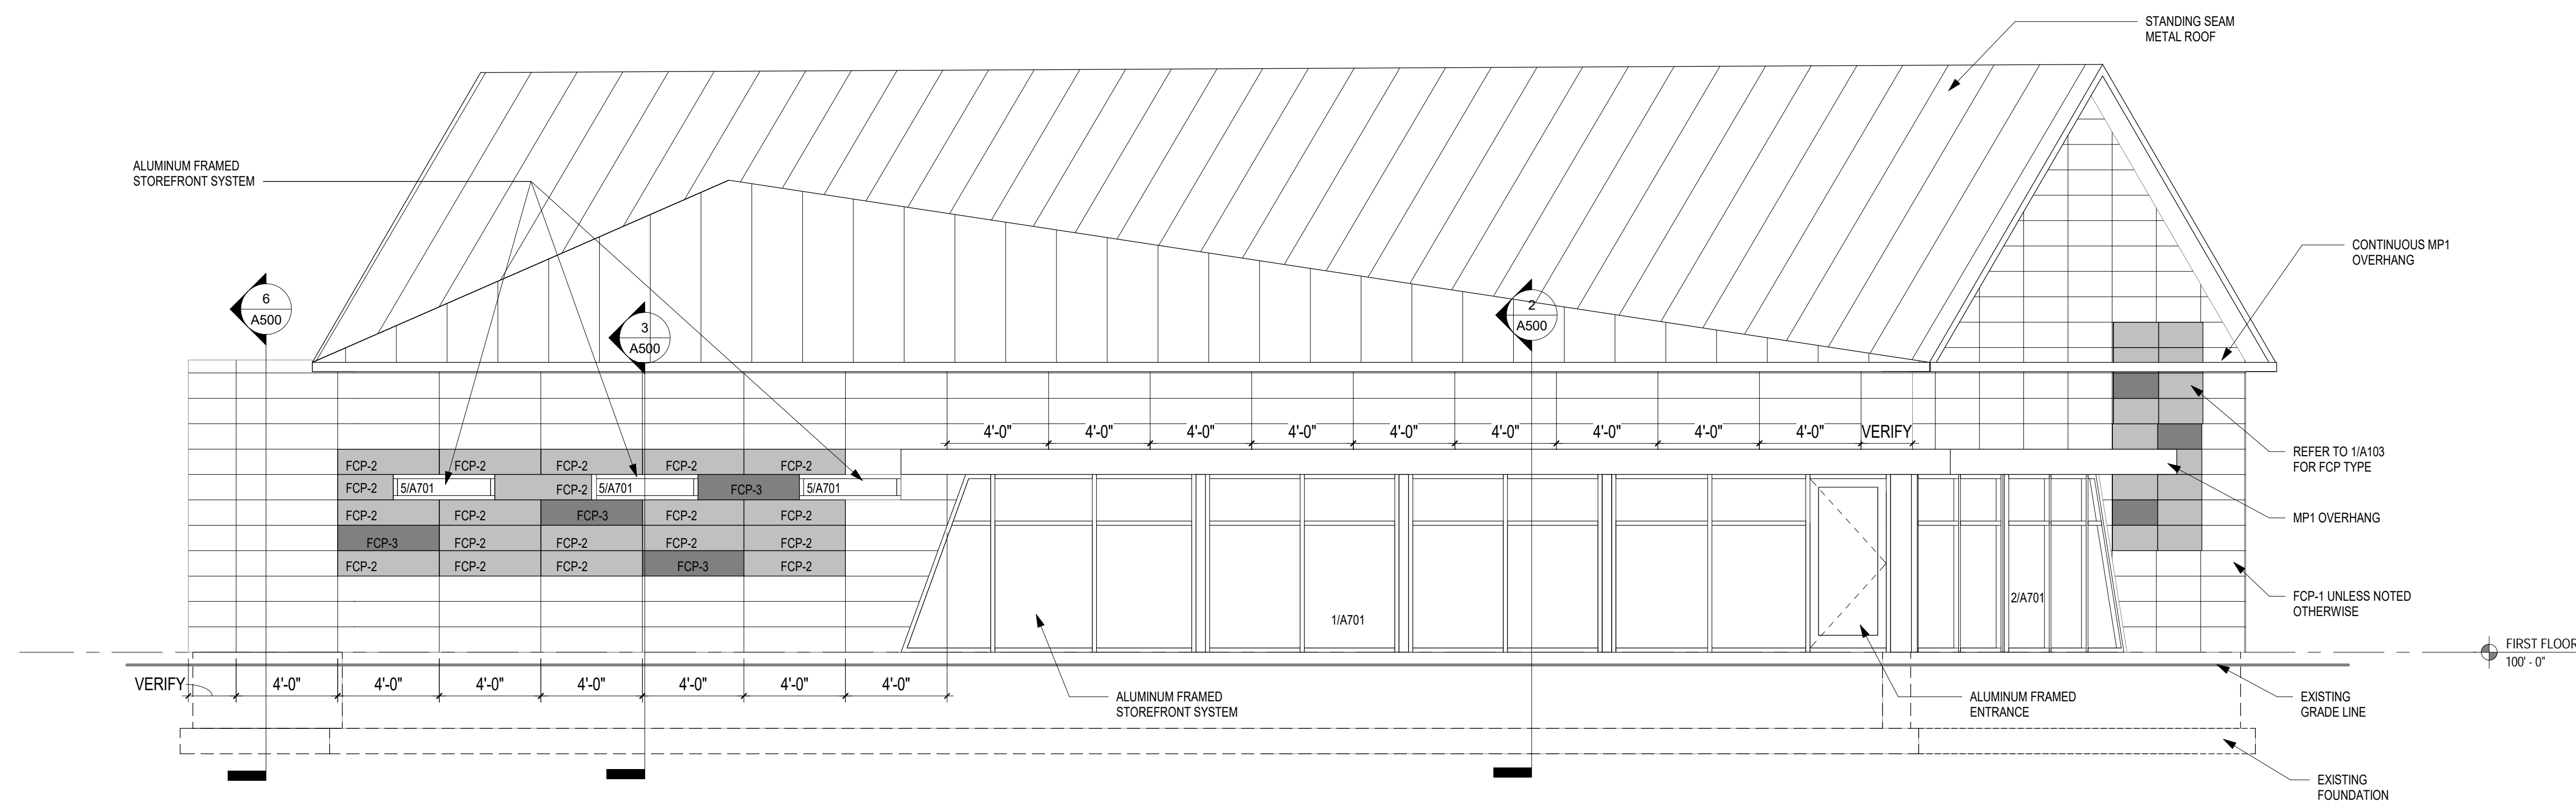 STANDING SEAM
METAL ROOF
ALUMINUM FRAMED
STOREFRONT SYSTEM
CONTINUOUS MP1
OVERHANG
6
A500
3
A500
2
A500
4'-0" 4'-0" 4'-0" 4'-0" 4'-0" 4'-0" 4'-0" 4'-0" 4'-0" VERIFY
REFER TO 1/A103
FOR FCP TYPE
FCP-2 FCP-2 FCP-2 FCP-2 FCP-2
FCP-2 5/A701 FCP-2 5/A701 FCP-3 5/A701
FCP-2 FCP-2 FCP-3 FCP-2 FCP-2
FCP-3 FCP-2 FCP-2 FCP-2 FCP-2
FCP-2 FCP-2 FCP-2 FCP-3 FCP-2
MP1 OVERHANG
FCP-1 UNLESS NOTED
OTHERWISE
1/A701
2/A701
FIRST FLOOR
100' - 0"
VERIFY 4'-0" 4'-0" 4'-0" 4'-0" 4'-0" 4'-0" 4'-0"
ALUMINUM FRAMED
STOREFRONT SYSTEM
ALUMINUM FRAMED
ENTRANCE
EXISTING
GRADE LINE
EXISTING
FOUNDATION